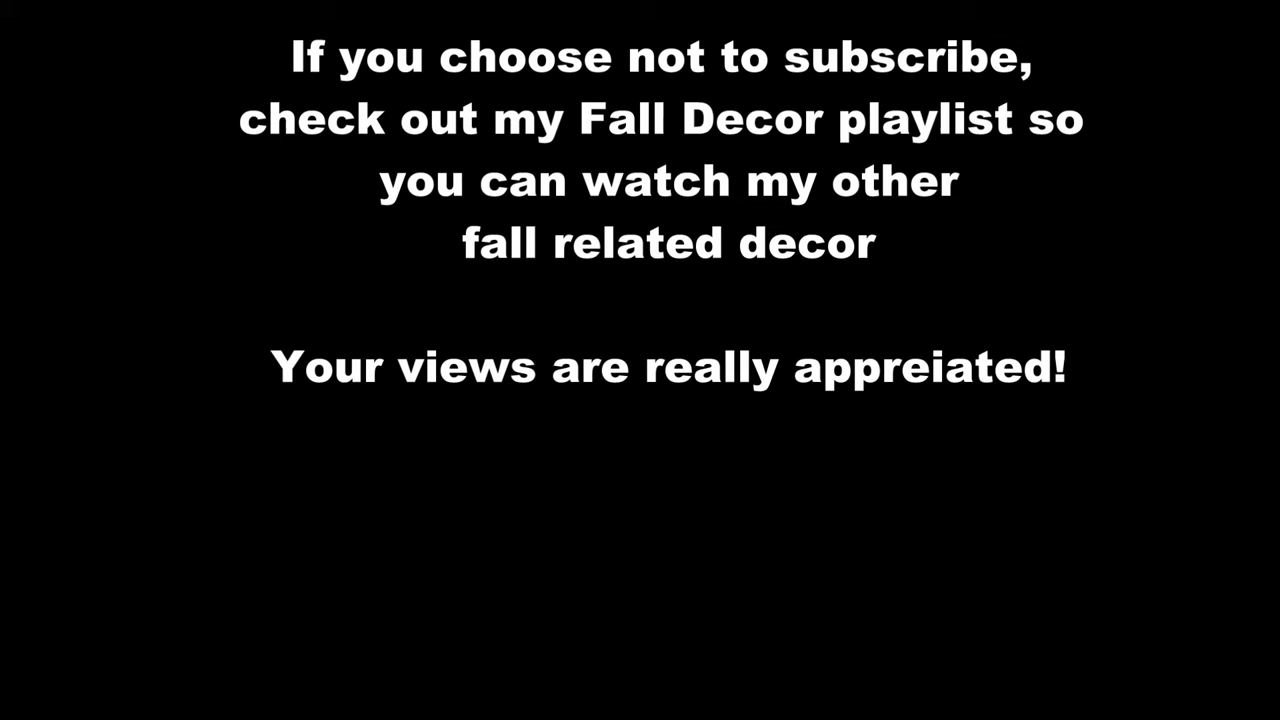 If you choose not to subscribe,
check out my Fall Decor playlist so
you can watch my other
fall related decor
Your views are really appreiated!